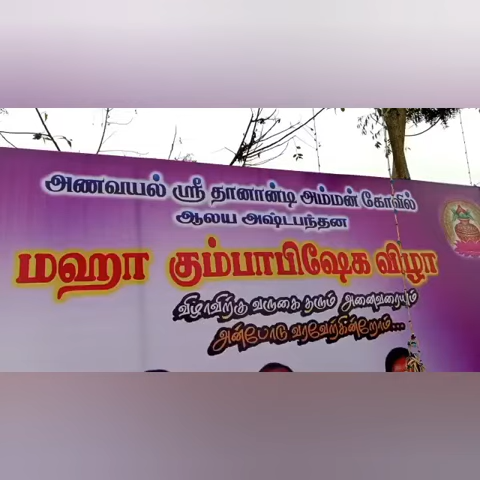 அணவயல் ஸ்ரீ தானான்டி அம்மன் கோவில்
ஆலய அஷ்டபந்தன
மஹா கும்பாபிஷேக விழா
விழாவிற்கு வருகை தரும் அனைவரையும்
அன்போடு வரவேற்கின்றோம்...